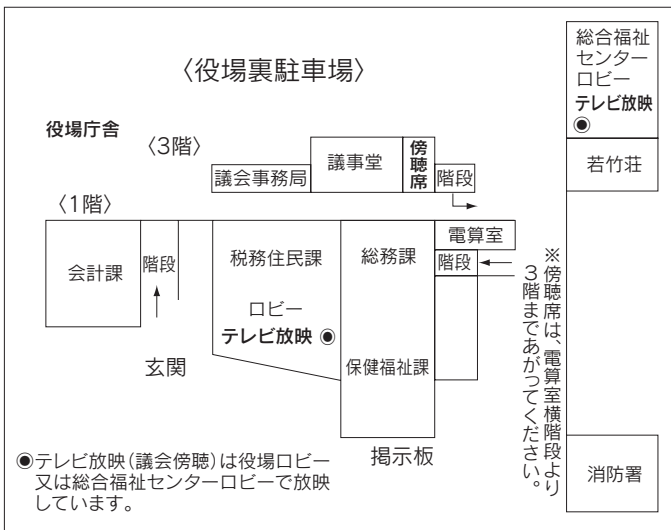 〈役場裏駐車場〉
総合福祉
センター
ロビー
テレビ放映
◉
若竹荘
役場庁舎
〈3階〉
議会事務局
議事堂
傍聴席
階段
〈1階〉
会計課
階段
税務住民課
総務課
電算室
階段
ロビー
テレビ放映 ◉
玄関
保健福祉課
掲示板
※傍聴席は、電算室横階段より
3階まであがってください。
消防署
◉テレビ放映(議会傍聴)は役場ロビー
又は総合福祉センターロビーで放映
しています。